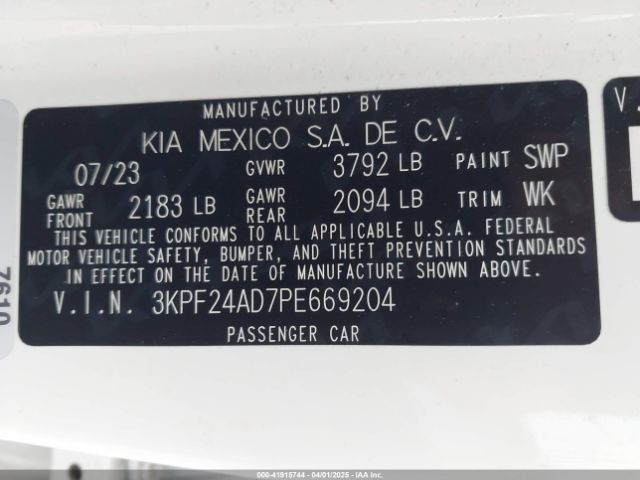 MANUFACTURED BY
KIA MEXICO S.A. DE C.V.
07/23 GVWR 3792 LB PAINT SWP
GAWR FRONT 2183 LB GAWR REAR 2094 LB TRIM WK
THIS VEHICLE CONFORMS TO ALL APPLICABLE U.S.A. FEDERAL
MOTOR VEHICLE SAFETY, BUMPER, AND THEFT PREVENTION STANDARDS
IN EFFECT ON THE DATE OF MANUFACTURE SHOWN ABOVE.
V.I.N. 3KPF24AD7PE669204
PASSENGER CAR
V.
7610
000-41915744 - 04/01/2025 - IAAI.COM